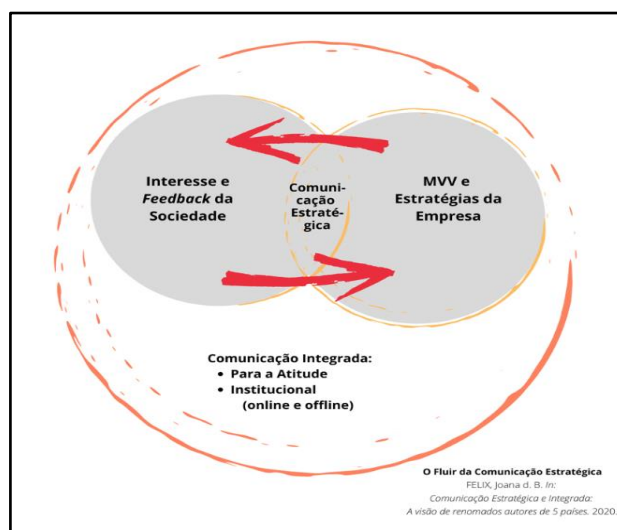 Interesse e
Feedback da
Sociedade
Comuni-
cação
Estraté-
gica
MVV e
Estratégias da
Empresa
Comunicação Integrada:
• Para a Atitude
• Institucional
(online e offline)
O Fluir da Comunicação Estratégica
FELIX, Joana d. B. In:
Comunicação Estratégica e Integrada:
A visão de renomados autores de 5 países. 2020.